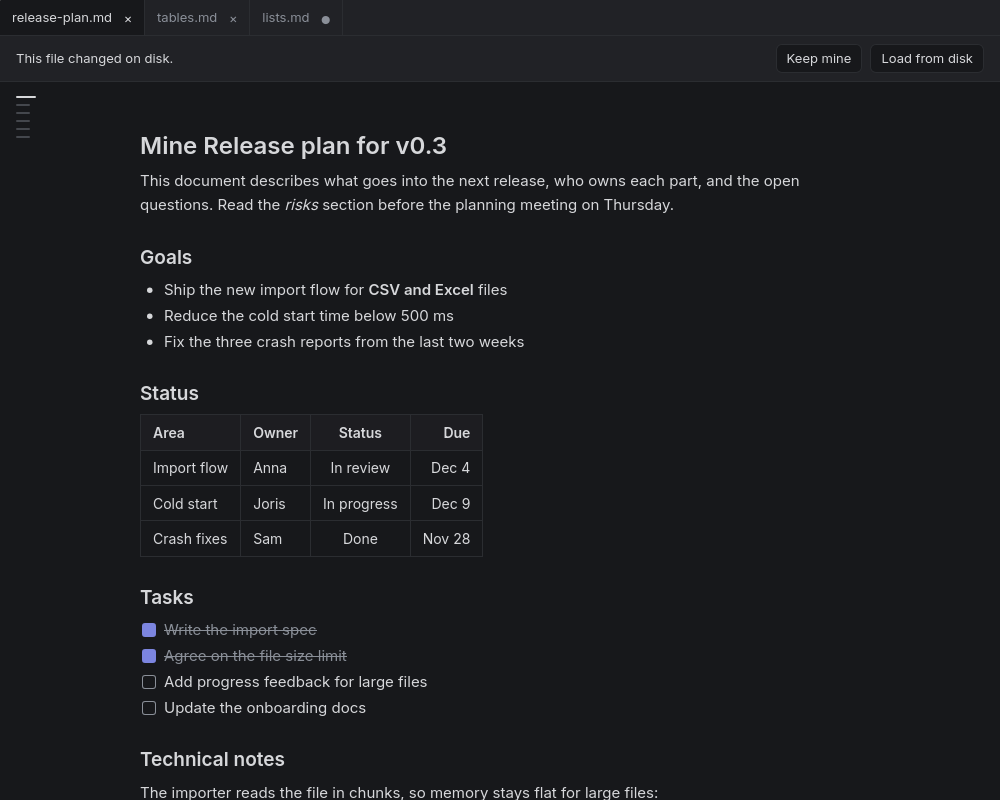 release-plan.md × tables.md × lists.md
This file changed on disk. Keep mine Load from disk
Mine Release plan for v0.3
This document describes what goes into the next release, who owns each part, and the open
questions. Read the risks section before the planning meeting on Thursday.
Goals
• Ship the new import flow for CSV and Excel files
• Reduce the cold start time below 500 ms
• Fix the three crash reports from the last two weeks
Status
Area Owner Status Due
Import flow Anna In review Dec 4
Cold start Joris In progress Dec 9
Crash fixes Sam Done Nov 28
Tasks
Write the import spec
Agree on the file size limit
Add progress feedback for large files
Update the onboarding docs
Technical notes
The importer reads the file in chunks, so memory stays flat for large files: